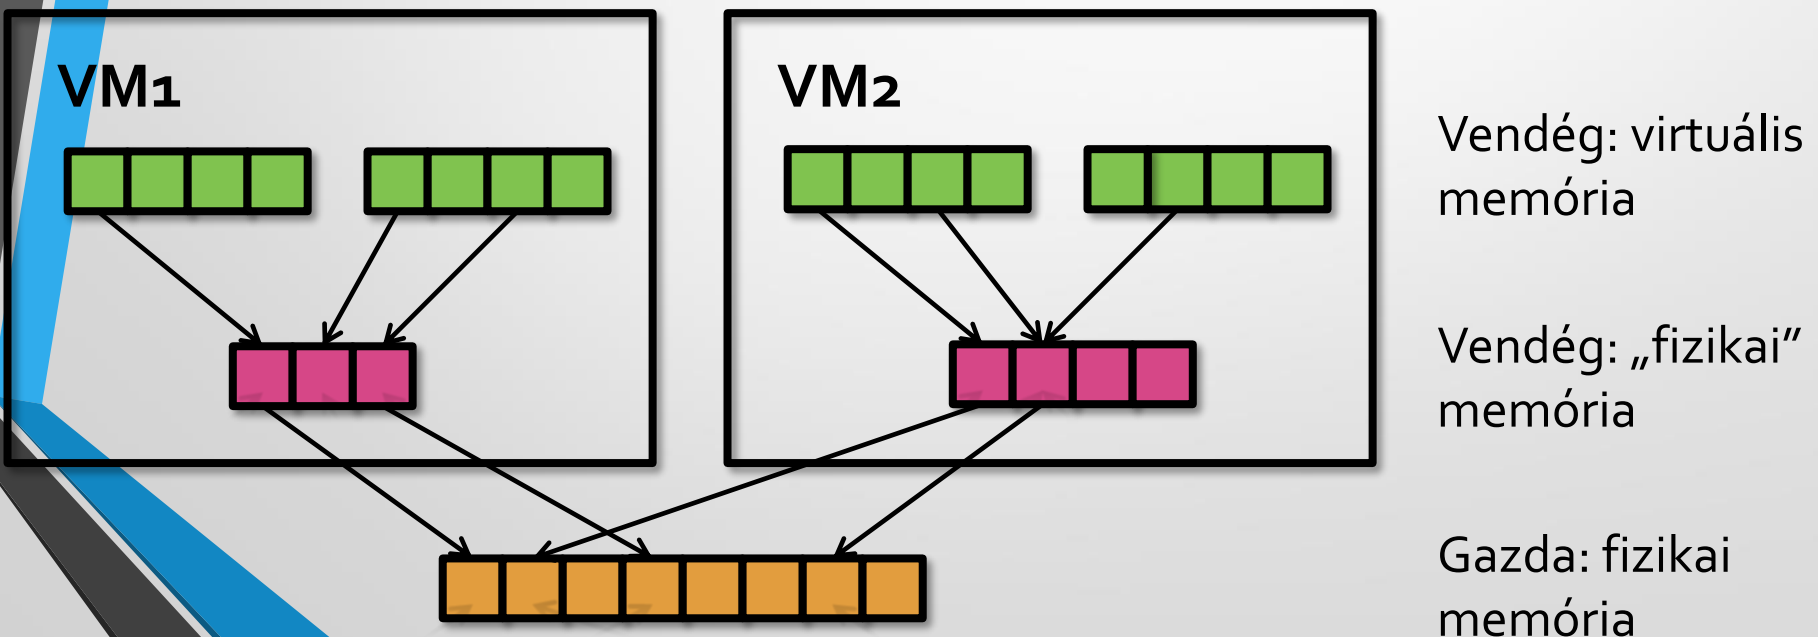 VM1
VM2
Vendég: virtuális
memória
Vendég: „fizikai”
memória
Gazda: fizikai
memória